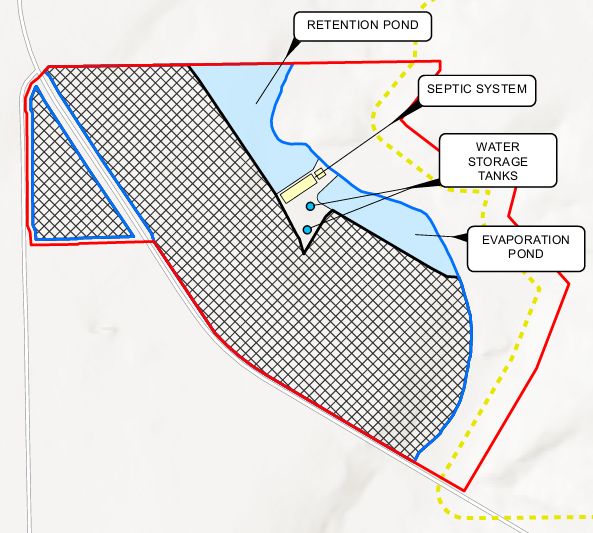 RETENTION POND
SEPTIC SYSTEM
WATER
STORAGE
TANKS
EVAPORATION
POND